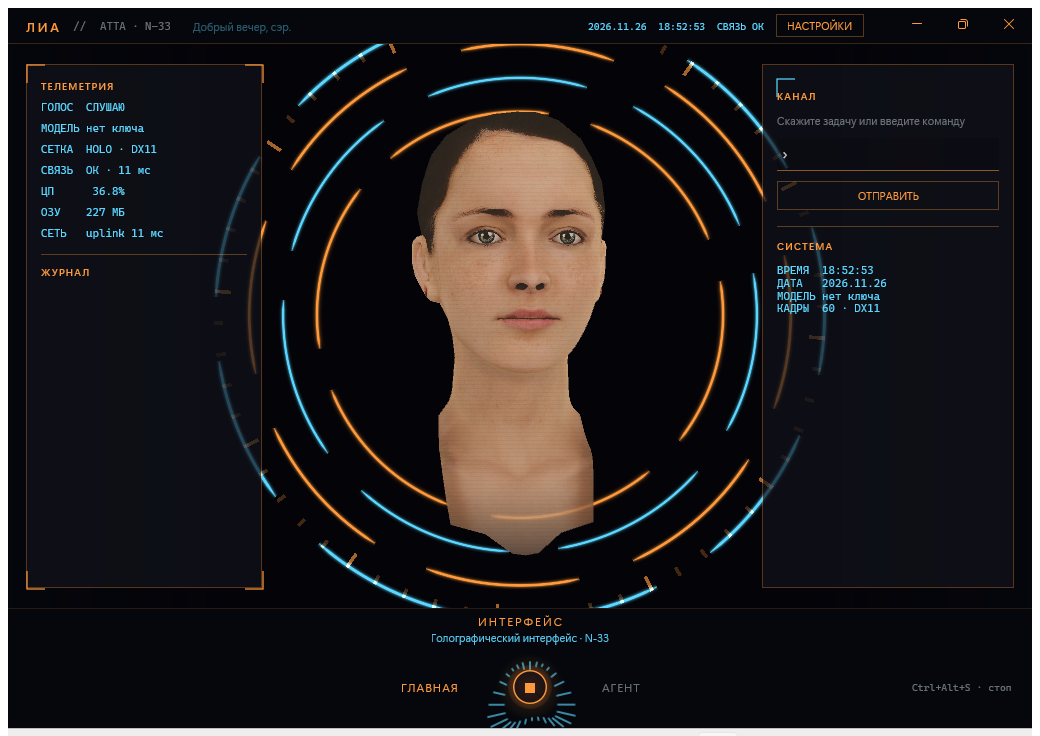 ЛИА // АТТА · N–33 Добрый вечер, сэр. 2026.11.26 18:52:53 СВЯЗЬ ОК НАСТРОЙКИ
ТЕЛЕМЕТРИЯ
ГОЛОС СЛУШАЮ
МОДЕЛЬ нет ключа
СЕТКА HOLO · DX11
СВЯЗЬ ОК · 11 мс
ЦП 36.8%
ОЗУ 227 МБ
СЕТЬ uplink 11 мс
ЖУРНАЛ
КАНАЛ
Скажите задачу или введите команду
›
ОТПРАВИТЬ
СИСТЕМА
ВРЕМЯ 18:52:53
ДАТА 2026.11.26
МОДЕЛЬ нет ключа
КАДРЫ 60 · DX11
ИНТЕРФЕЙС
Голографический интерфейс · N-33
ГЛАВНАЯ АГЕНТ Ctrl+Alt+S · стоп